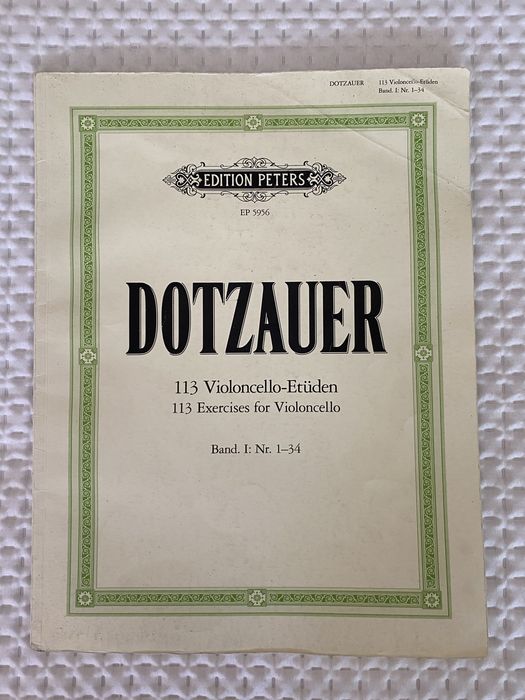 DOTZAUER 113 Violoncello-Etüden
Band. I: Nr. 1–34
EDITION PETERS
EP 5956
DOTZAUER
113 Violoncello-Etüden
113 Exercises for Violoncello
Band. I: Nr. 1–34